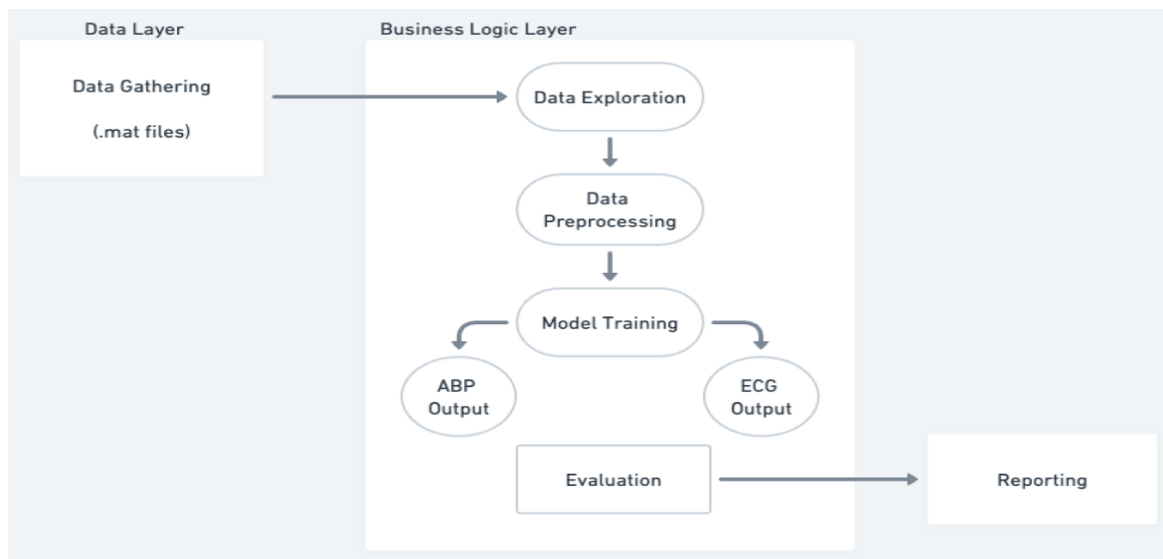 Data Layer
Business Logic Layer
Data Gathering
(.mat files)
Data Exploration
Data
Preprocessing
Model Training
ABP
Output
ECG
Output
Evaluation
Reporting